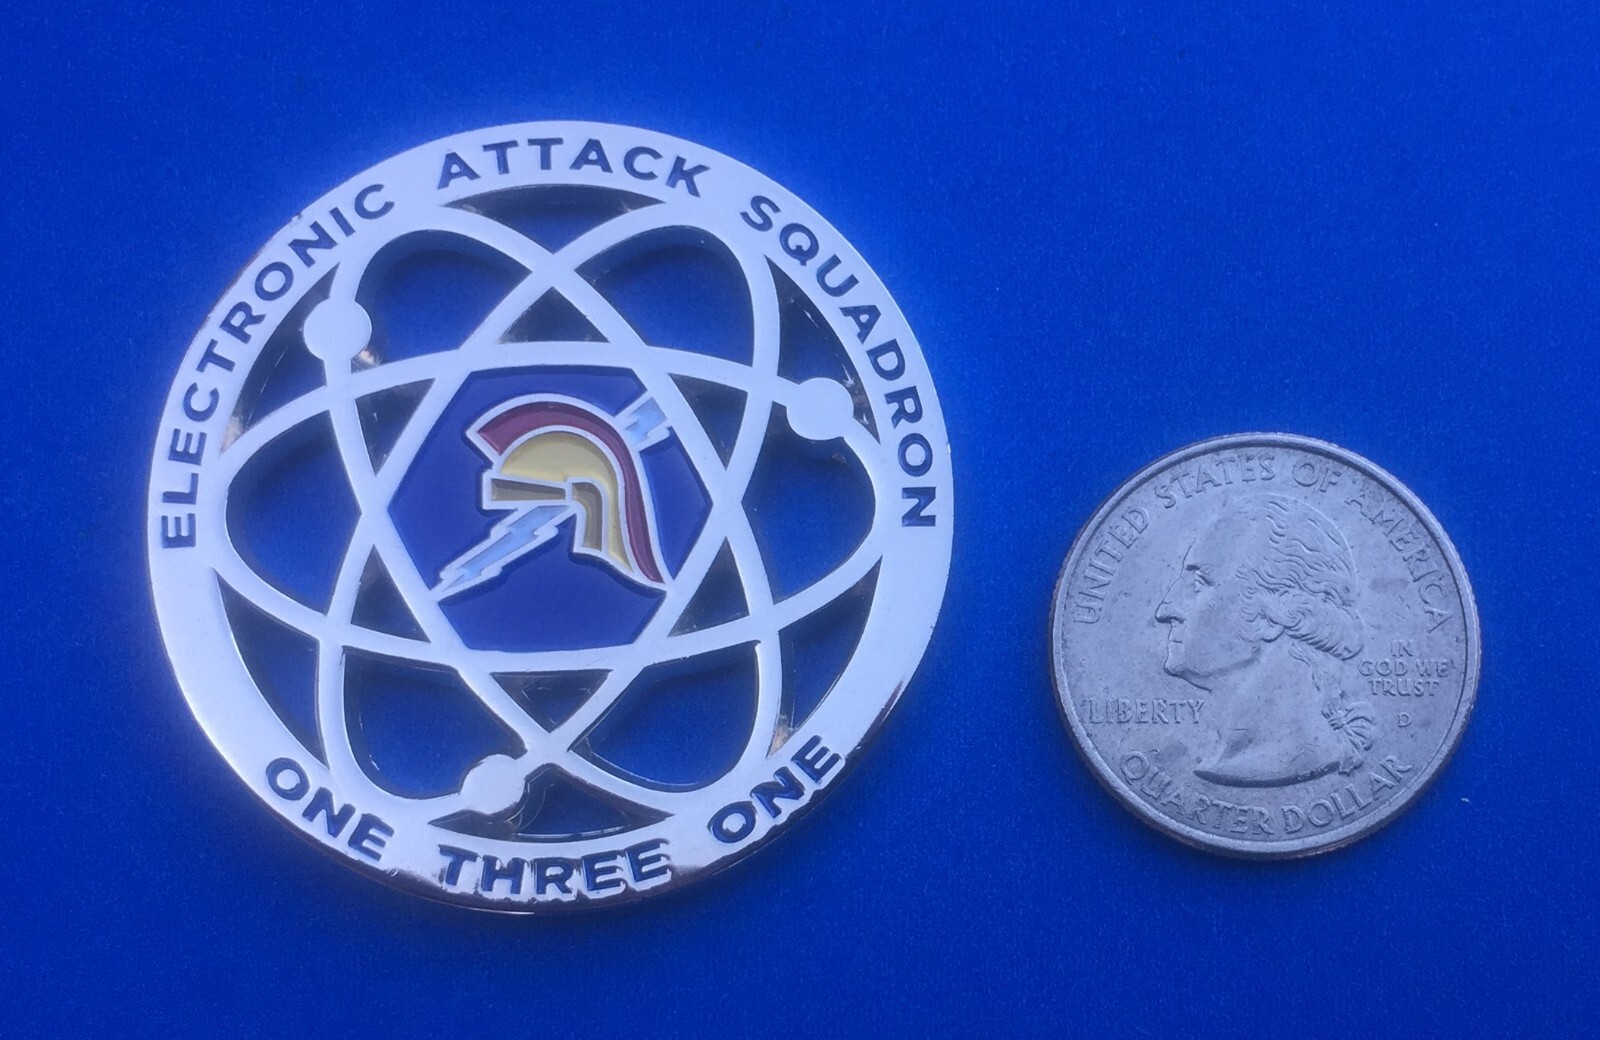 ELECTRONIC ATTACK SQUADRON
ONE THREE ONE
UNITED STATES OF AMERICA
LIBERTY
IN
GOD WE
TRUST
D
QUARTER DOLLAR